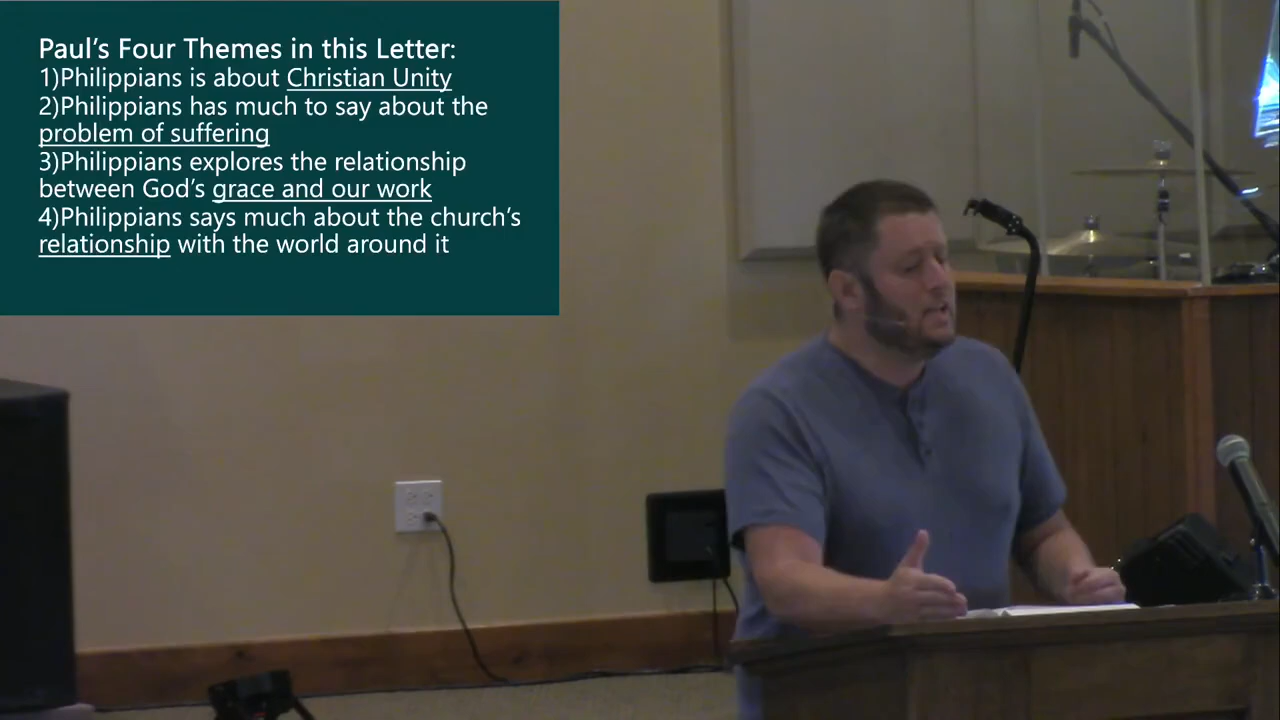 Paul’s Four Themes in this Letter:
1)Philippians is about Christian Unity
2)Philippians has much to say about the
problem of suffering
3)Philippians explores the relationship
between God’s grace and our work
4)Philippians says much about the church’s
relationship with the world around it